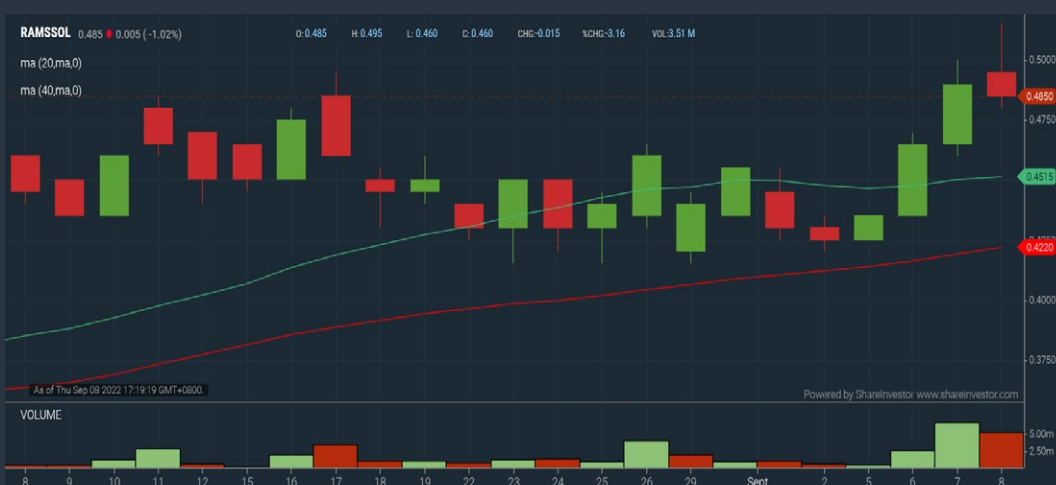 RAMSSOL 0.485 0.005 ( -1.02%) O: 0.485 H: 0.495 L: 0.460 C: 0.460 CHG:-0.015 %CHG:-3.16 VOL:3.51 M
ma (20,ma,0)
ma (40,ma,0)
0.5000
0.4850
0.4750
0.4515
0.4220
0.4000
0.3750
As of Thu Sep 08 2022 17:19:19 GMT+0800.
Powered by ShareInvestor www.shareinvestor.com
VOLUME
5.00m
2.50m
8 9 10 11 12 15 16 17 18 19 22 23 24 25 26 29 Sept 2 5 6 7 8